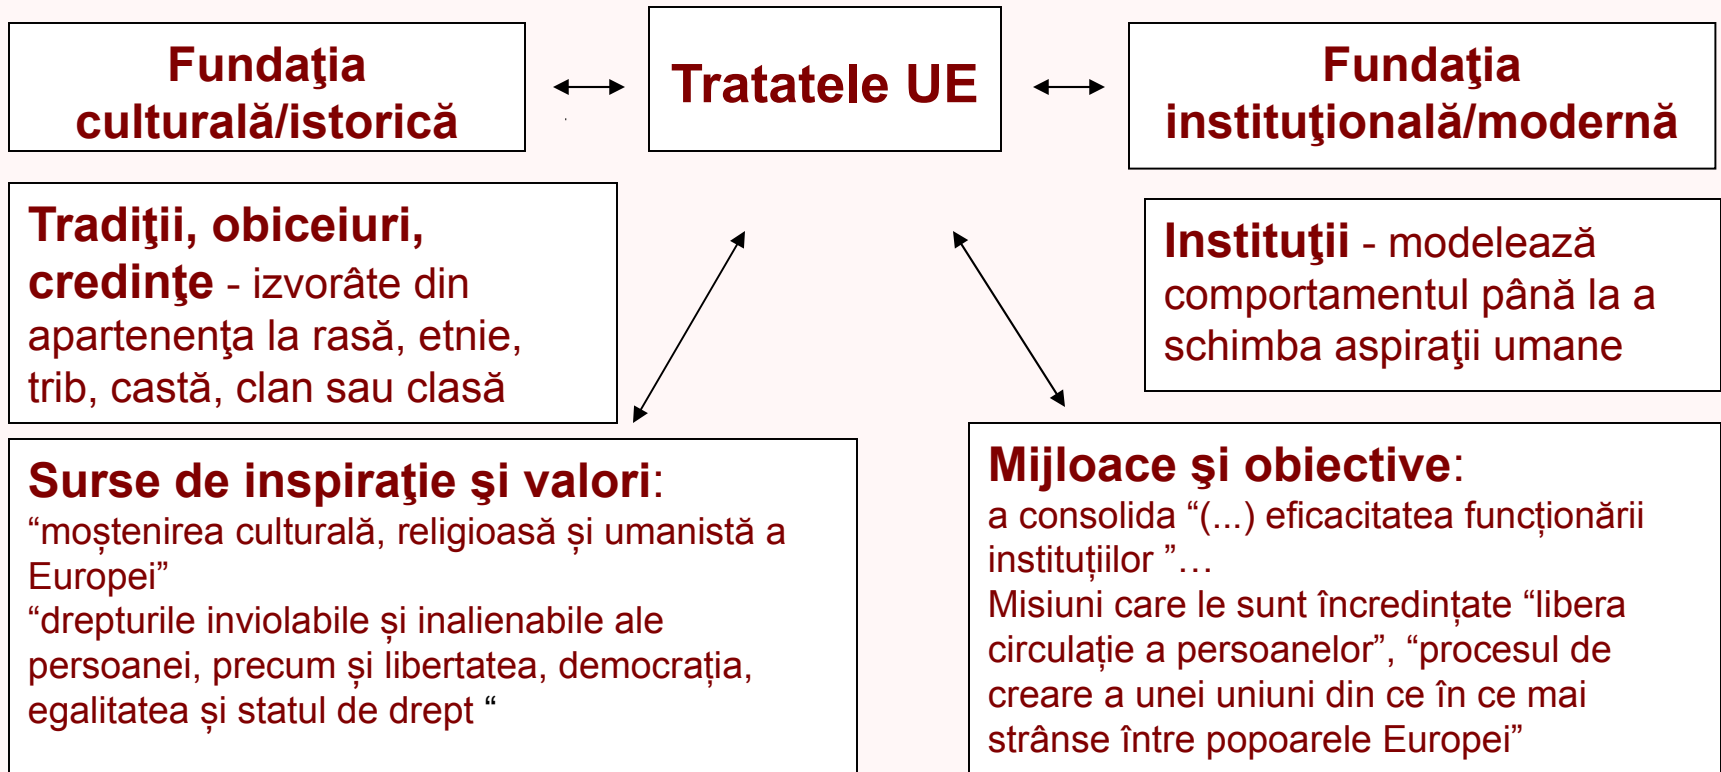 Fundaţia
culturală/istorică
Tratatele UE
Fundaţia
instituţională/modernă
Tradiţii, obiceiuri,
credinţe - izvorâte din
apartenenţa la rasă, etnie,
trib, castă, clan sau clasă
Instituţii - modelează
comportamentul până la a
schimba aspiraţii umane
Surse de inspiraţie şi valori:
“moștenirea culturală, religioasă și umanistă a
Europei”
“drepturile inviolabile și inalienabile ale
persoanei, precum și libertatea, democrația,
egalitatea și statul de drept “
Mijloace şi obiective:
a consolida “(...) eficacitatea funcționării
instituțiilor ”…
Misiuni care le sunt încredințate “libera
circulație a persoanelor”, “procesul de
creare a unei uniuni din ce în ce mai
strânse între popoarele Europei”